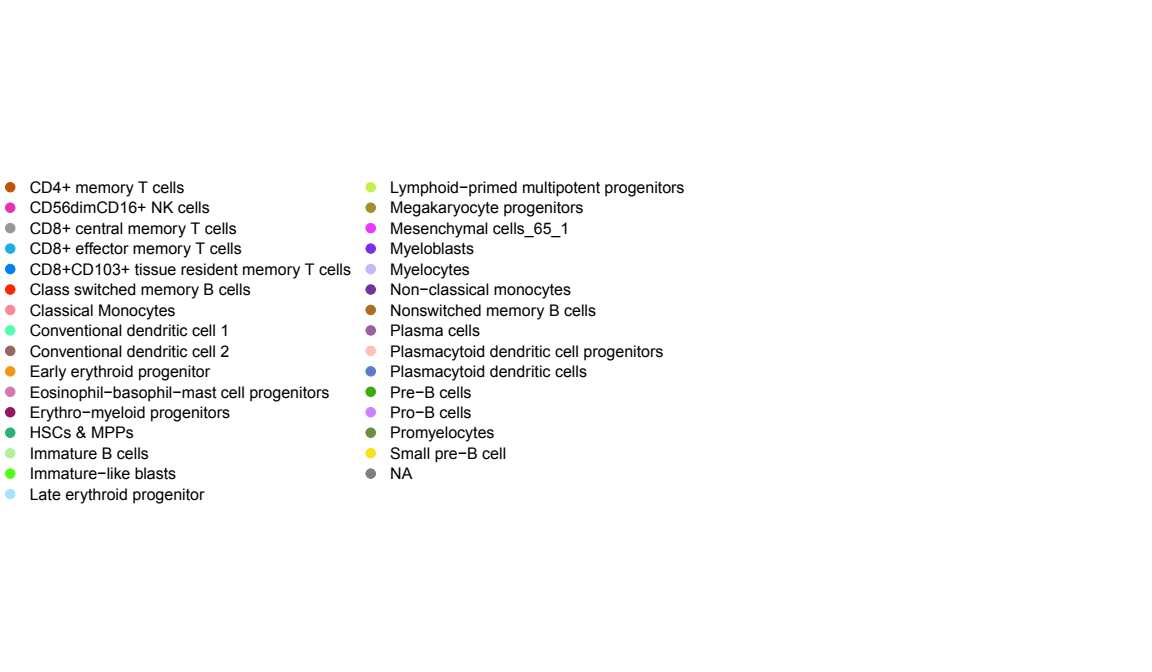 CD4+ memory T cells
CD56dimCD16+ NK cells
CD8+ central memory T cells
CD8+ effector memory T cells
CD8+CD103+ tissue resident memory T cells
Class switched memory B cells
Classical Monocytes
Conventional dendritic cell 1
Conventional dendritic cell 2
Early erythroid progenitor
Eosinophil−basophil−mast cell progenitors
Erythro−myeloid progenitors
HSCs & MPPs
Immature B cells
Immature−like blasts
Late erythroid progenitor
Lymphoid−primed multipotent progenitors
Megakaryocyte progenitors
Mesenchymal cells_65_1
Myeloblasts
Myelocytes
Non−classical monocytes
Nonswitched memory B cells
Plasma cells
Plasmacytoid dendritic cell progenitors
Plasmacytoid dendritic cells
Pre−B cells
Pro−B cells
Promyelocytes
Small pre−B cell
NA